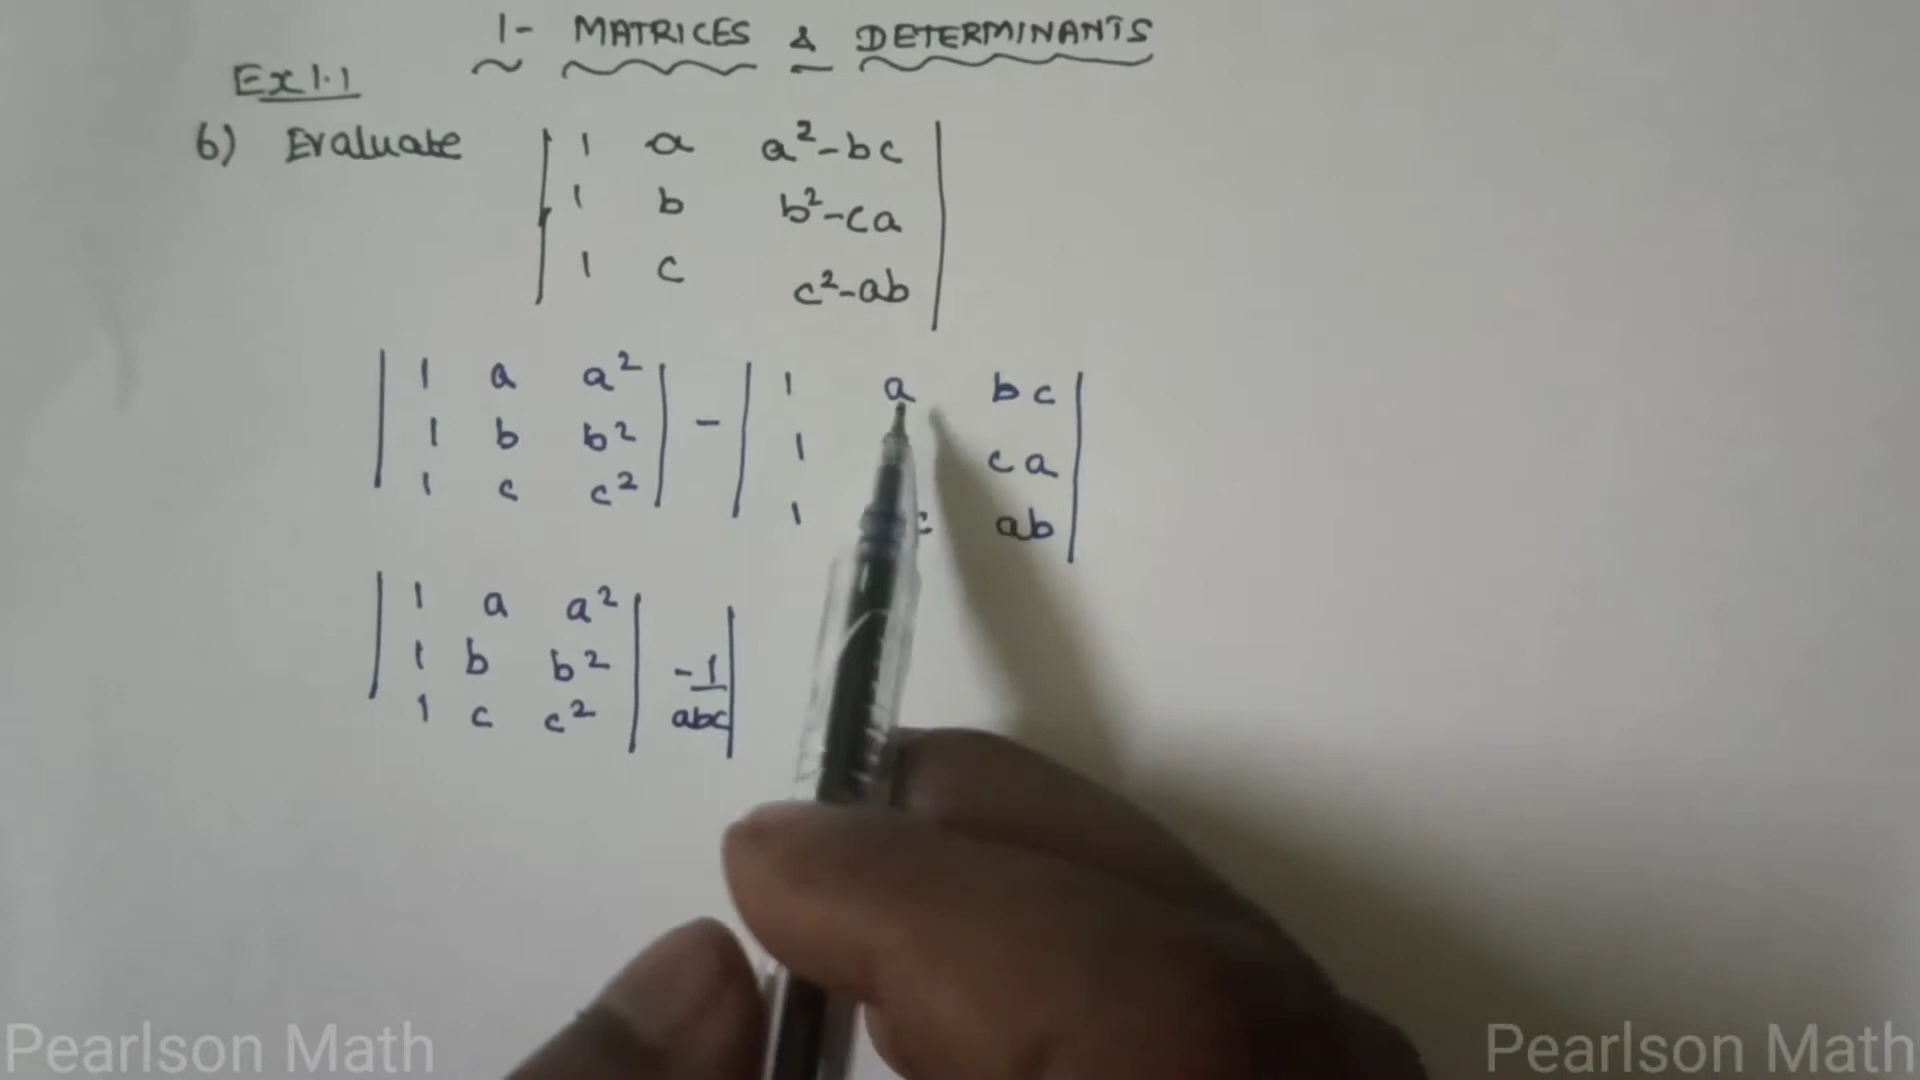 1- MATRICES & DETERMINANTS
Ex 1.1
6) Evaluate | 1 a a²-bc |
| 1 b b²-ca |
| 1 c c²-ab |
| 1 a a² | - | 1 a bc |
| 1 b b² | | 1 ca |
| 1 c c² | | 1 c ab |
| 1 a a² | |
| 1 b b² | -1 |
| 1 c c² | abc |
Pearlson Math
Pearlson Math